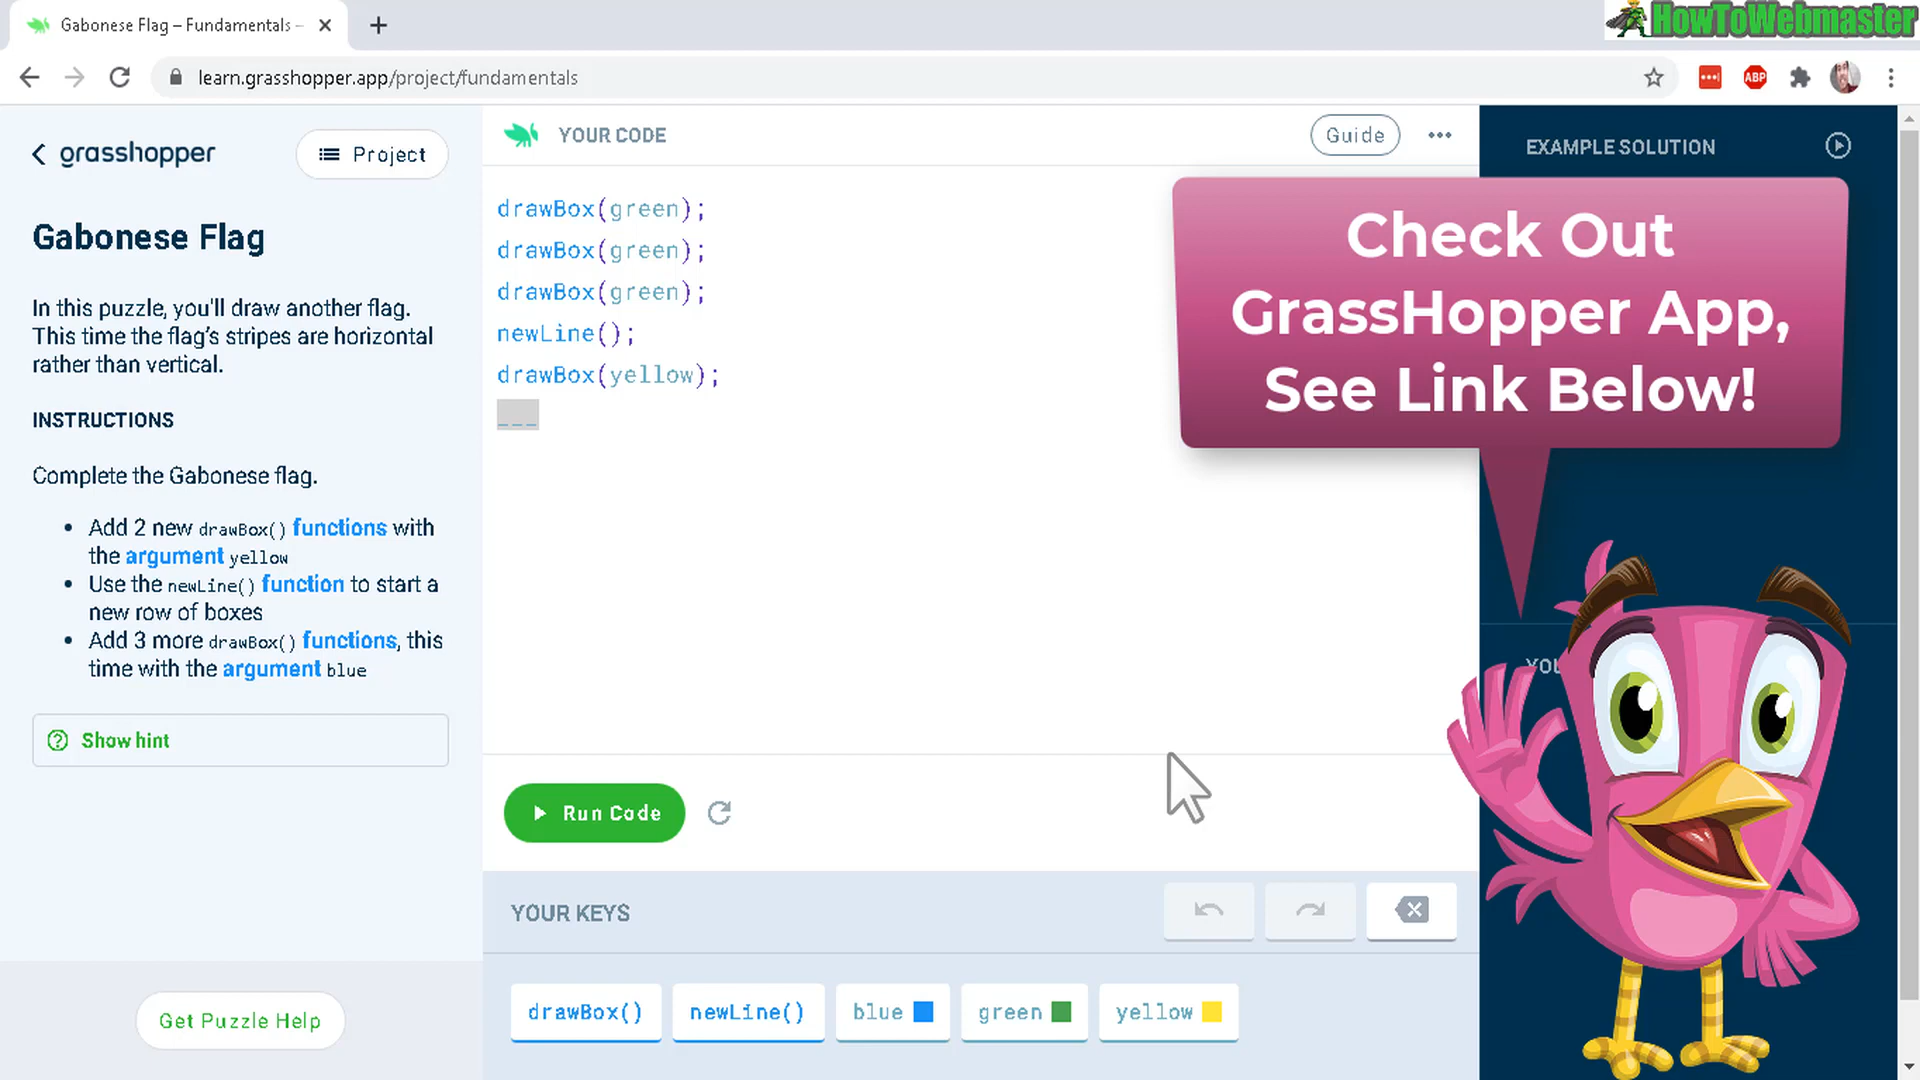 Gabonese Flag – Fundamentals –
HowToWebmaster
learn.grasshopper.app/project/fundamentals
ABP
grasshopper
Project
Gabonese Flag
In this puzzle, you'll draw another flag.
This time the flag's stripes are horizontal
rather than vertical.
INSTRUCTIONS
Complete the Gabonese flag.
• Add 2 new drawBox() functions with
the argument yellow
• Use the newLine() function to start a
new row of boxes
• Add 3 more drawBox() functions, this
time with the argument blue
Show hint
Get Puzzle Help
YOUR CODE
Guide
drawBox(green);
drawBox(green);
drawBox(green);
newLine();
drawBox(yellow);
___
Run Code
YOUR KEYS
drawBox()
newLine()
blue
green
yellow
EXAMPLE SOLUTION
Check Out
GrassHopper App,
See Link Below!